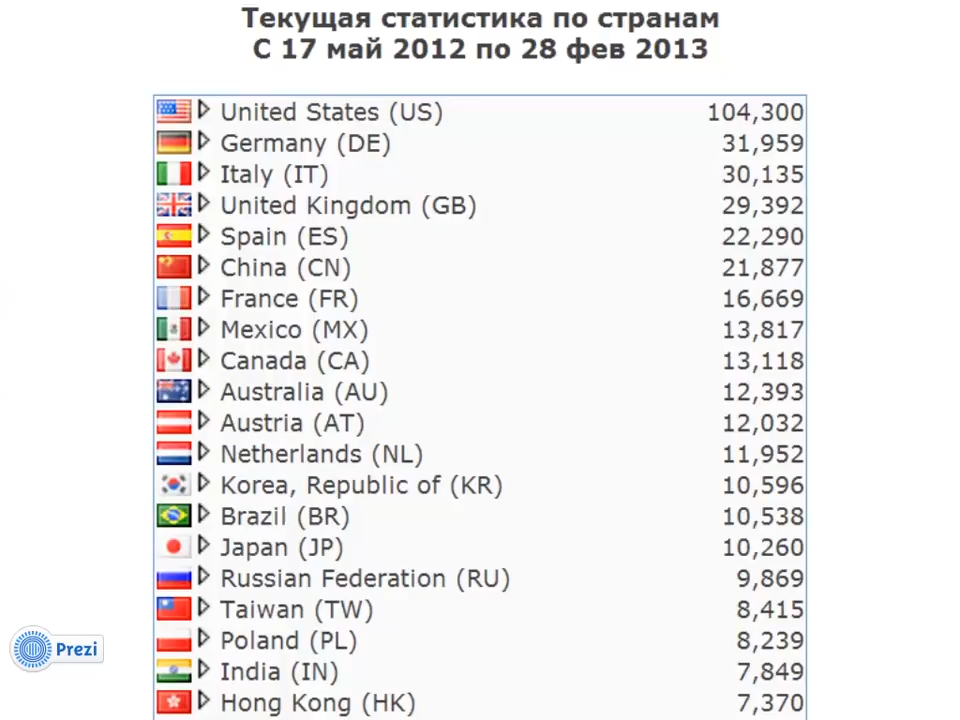 Текущая статистика по странам
С 17 май 2012 по 28 фев 2013
United States (US) 104,300
Germany (DE) 31,959
Italy (IT) 30,135
United Kingdom (GB) 29,392
Spain (ES) 22,290
China (CN) 21,877
France (FR) 16,669
Mexico (MX) 13,817
Canada (CA) 13,118
Australia (AU) 12,393
Austria (AT) 12,032
Netherlands (NL) 11,952
Korea, Republic of (KR) 10,596
Brazil (BR) 10,538
Japan (JP) 10,260
Russian Federation (RU) 9,869
Taiwan (TW) 8,415
Poland (PL) 8,239
India (IN) 7,849
Hong Kong (HK) 7,370
Prezi